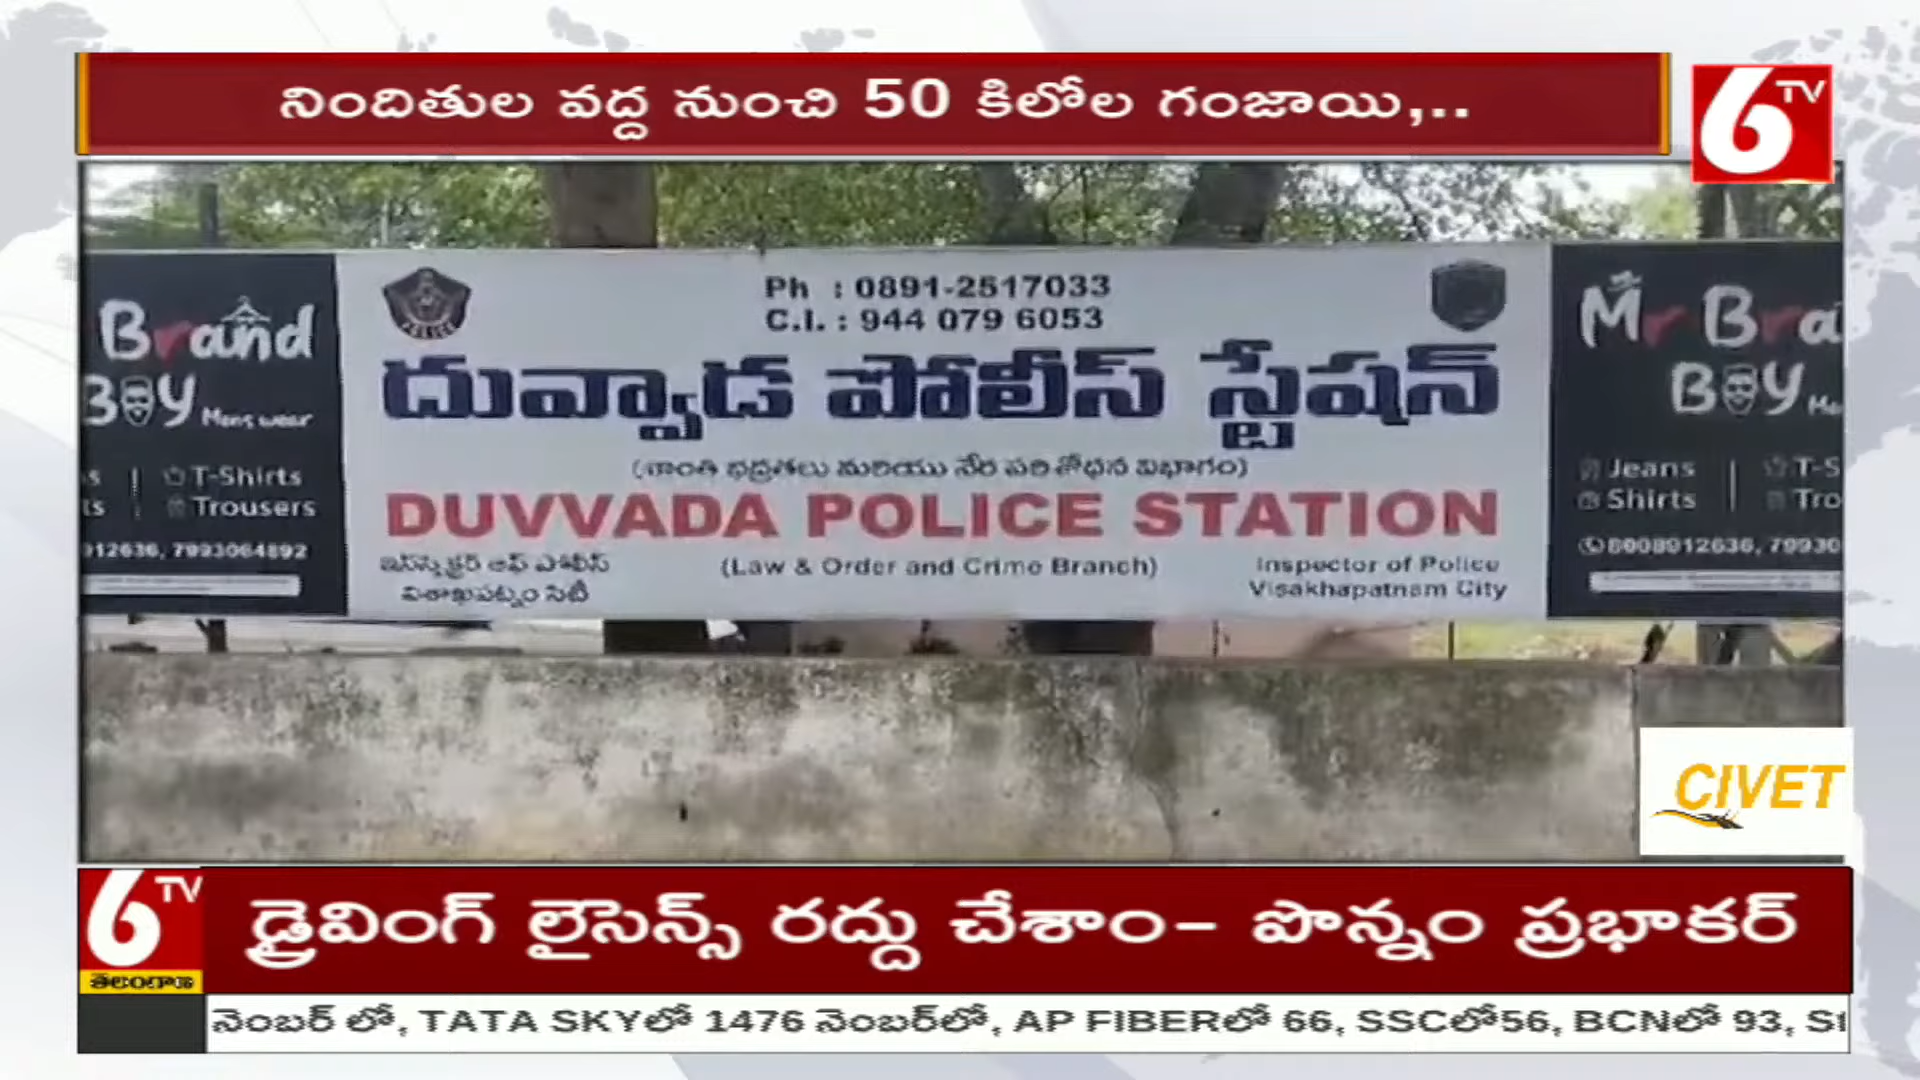 నిందితుల వద్ద నుంచి 50 కిలోల గంజాయి,..
6TV
Ph : 0891-2517033
C.I. : 944 079 6053
POLICE
దువ్వాడ పోలీస్ స్టేషన్
(శాంతి భద్రతలు మరియు నేర పరిశోధన విభాగం)
DUVVADA POLICE STATION
ఇన్‌స్పెక్టర్ ఆఫ్ పోలీస్
విశాఖపట్నం సిటీ
(Law & Order and Crime Branch)
Inspector of Police
Visakhapatnam City
Brand
Boy Mens wear
T-Shirts
Trousers
912636, 7993064892
Mr Bra
Boy
Jeans
Shirts
T-S
Tro
8008912636, 79930
CIVET
6TV
తెలంగాణ
డ్రైవింగ్ లైసెన్స్ రద్దు చేశాం- పొన్నం ప్రభాకర్
నెంబర్ లో, TATA SKYలో 1476 నెంబర్‌లో, AP FIBERలో 66, SSCలో56, BCNలో 93,